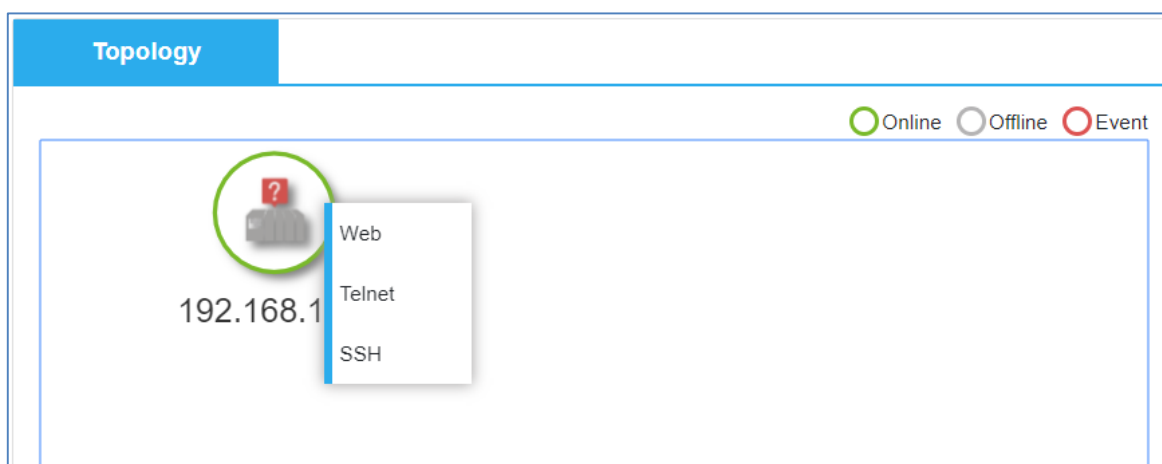 Topology
Online Offline Event
?
Web
192.168.1
Telnet
SSH